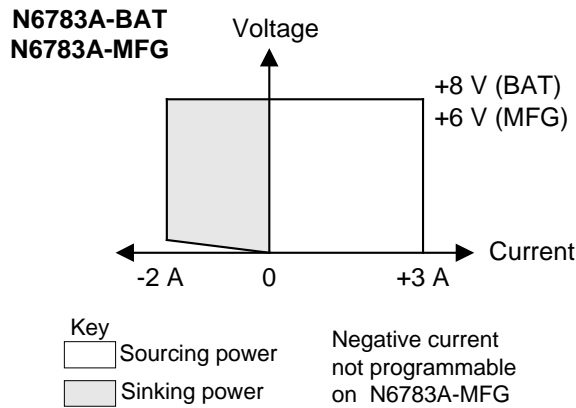 N6783A-BAT
N6783A-MFG
Voltage
+8 V (BAT)
+6 V (MFG)
Current
-2 A
0
+3 A
Key
Sourcing power
Sinking power
Negative current
not programmable
on N6783A-MFG